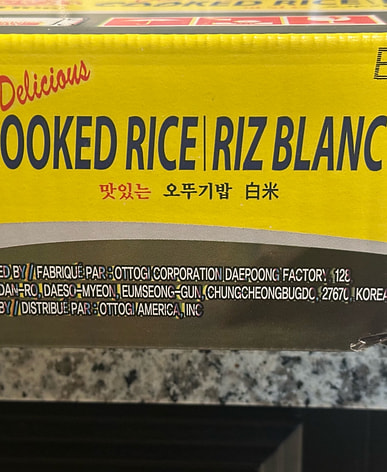 Delicious
OOKED RICE | RIZ BLANC
맛있는 오뚜기밥 白米
ED BY // FABRIQUÉ PAR : OTTOGI CORPORATION DAEPOONG FACTORY. 128,
DAN-RO, DAESO-MYEON, EUMSEONG-GUN, CHUNGCHEONGBUGDO, 27670, KOREA
BY // DISTRIBUÉ PAR : OTTOGI AMERICA, INC